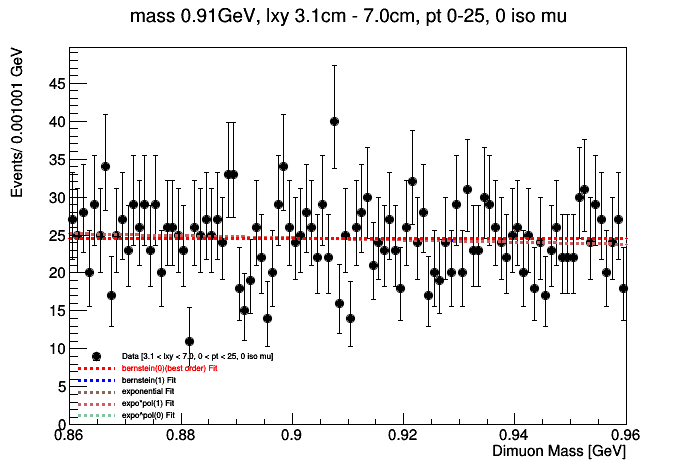 mass 0.91GeV, lxy 3.1cm - 7.0cm, pt 0-25, 0 iso mu
Events/ 0.001001 GeV
45
40
35
30
25
20
15
10
5
0
Data [3.1 < lxy < 7.0, 0 < pt < 25, 0 iso mu]
bernstein(0)(best order) Fit
bernstein(1) Fit
exponential Fit
expo*pol(1) Fit
expo*pol(0) Fit
0.86 0.88 0.9 0.92 0.94 0.96
Dimuon Mass [GeV]